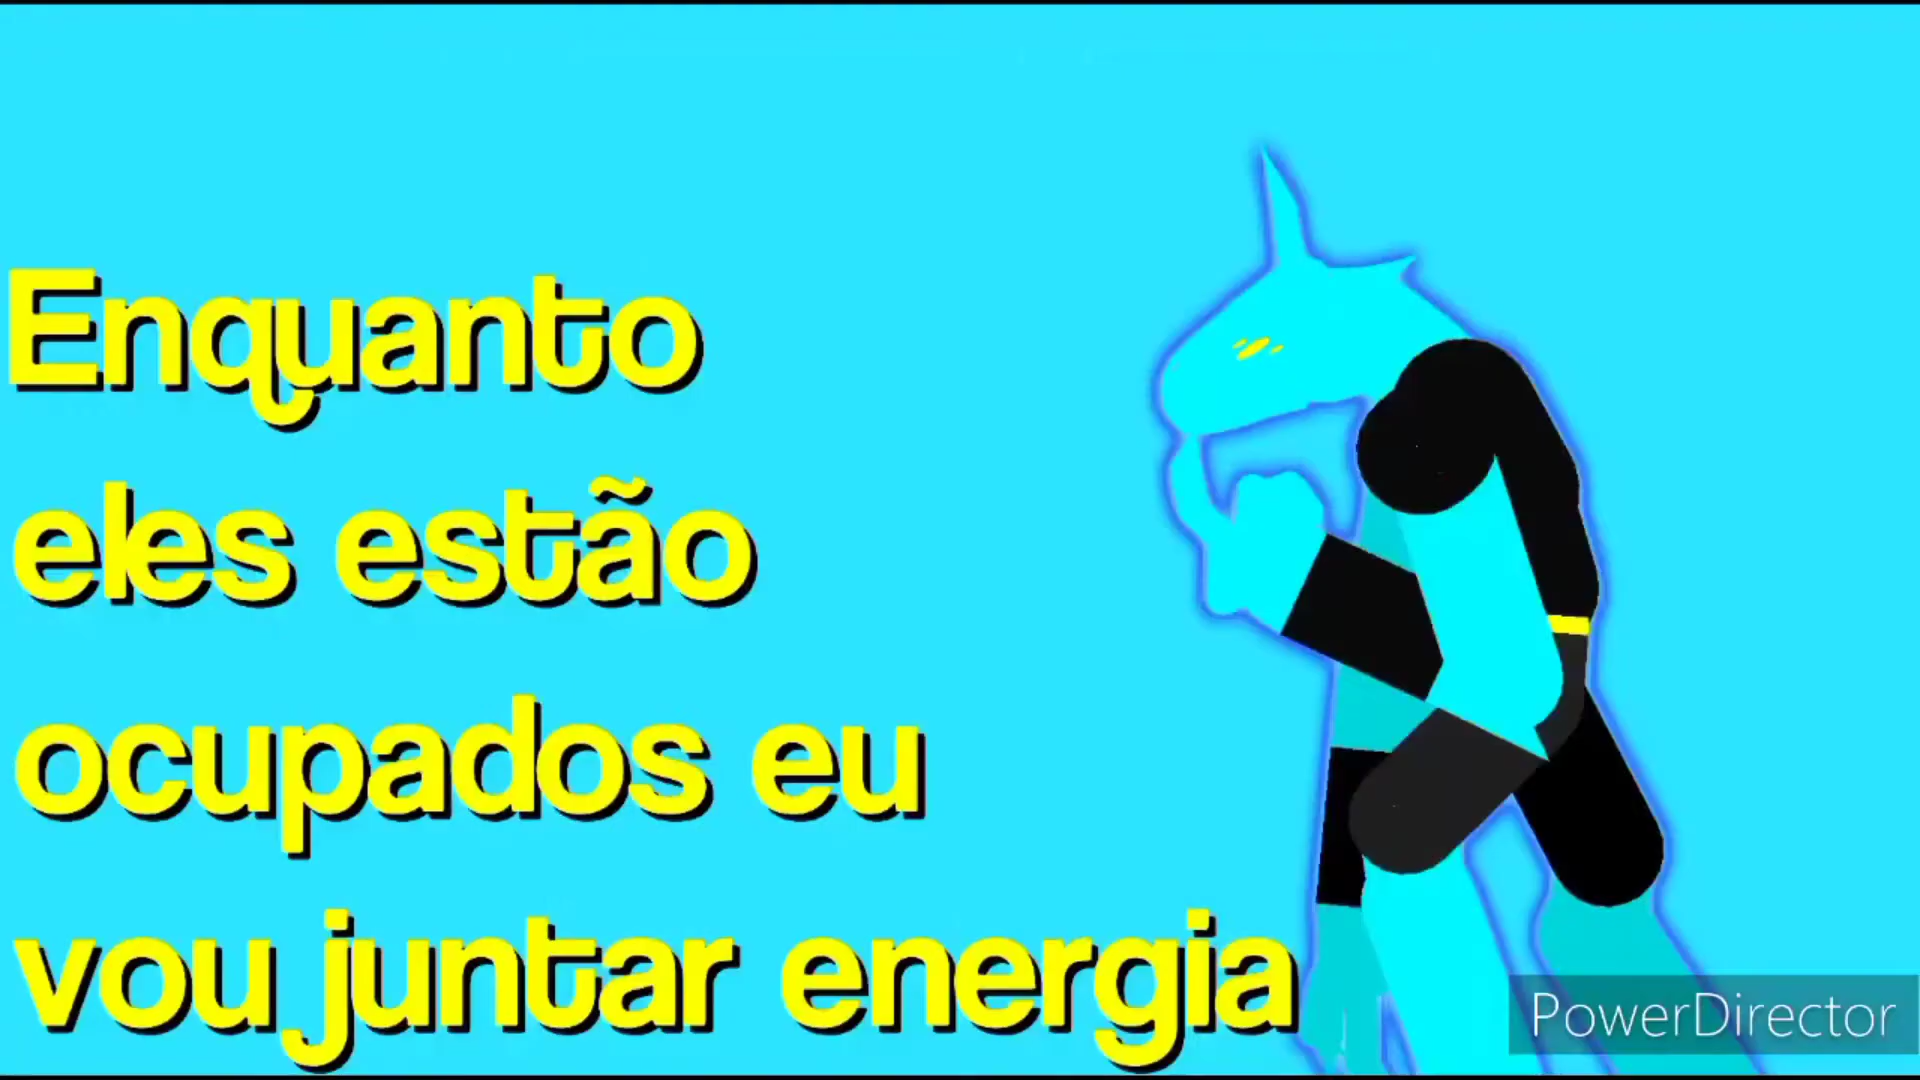 Enquanto
eles estão
ocupados eu
vou juntar energia
PowerDirector